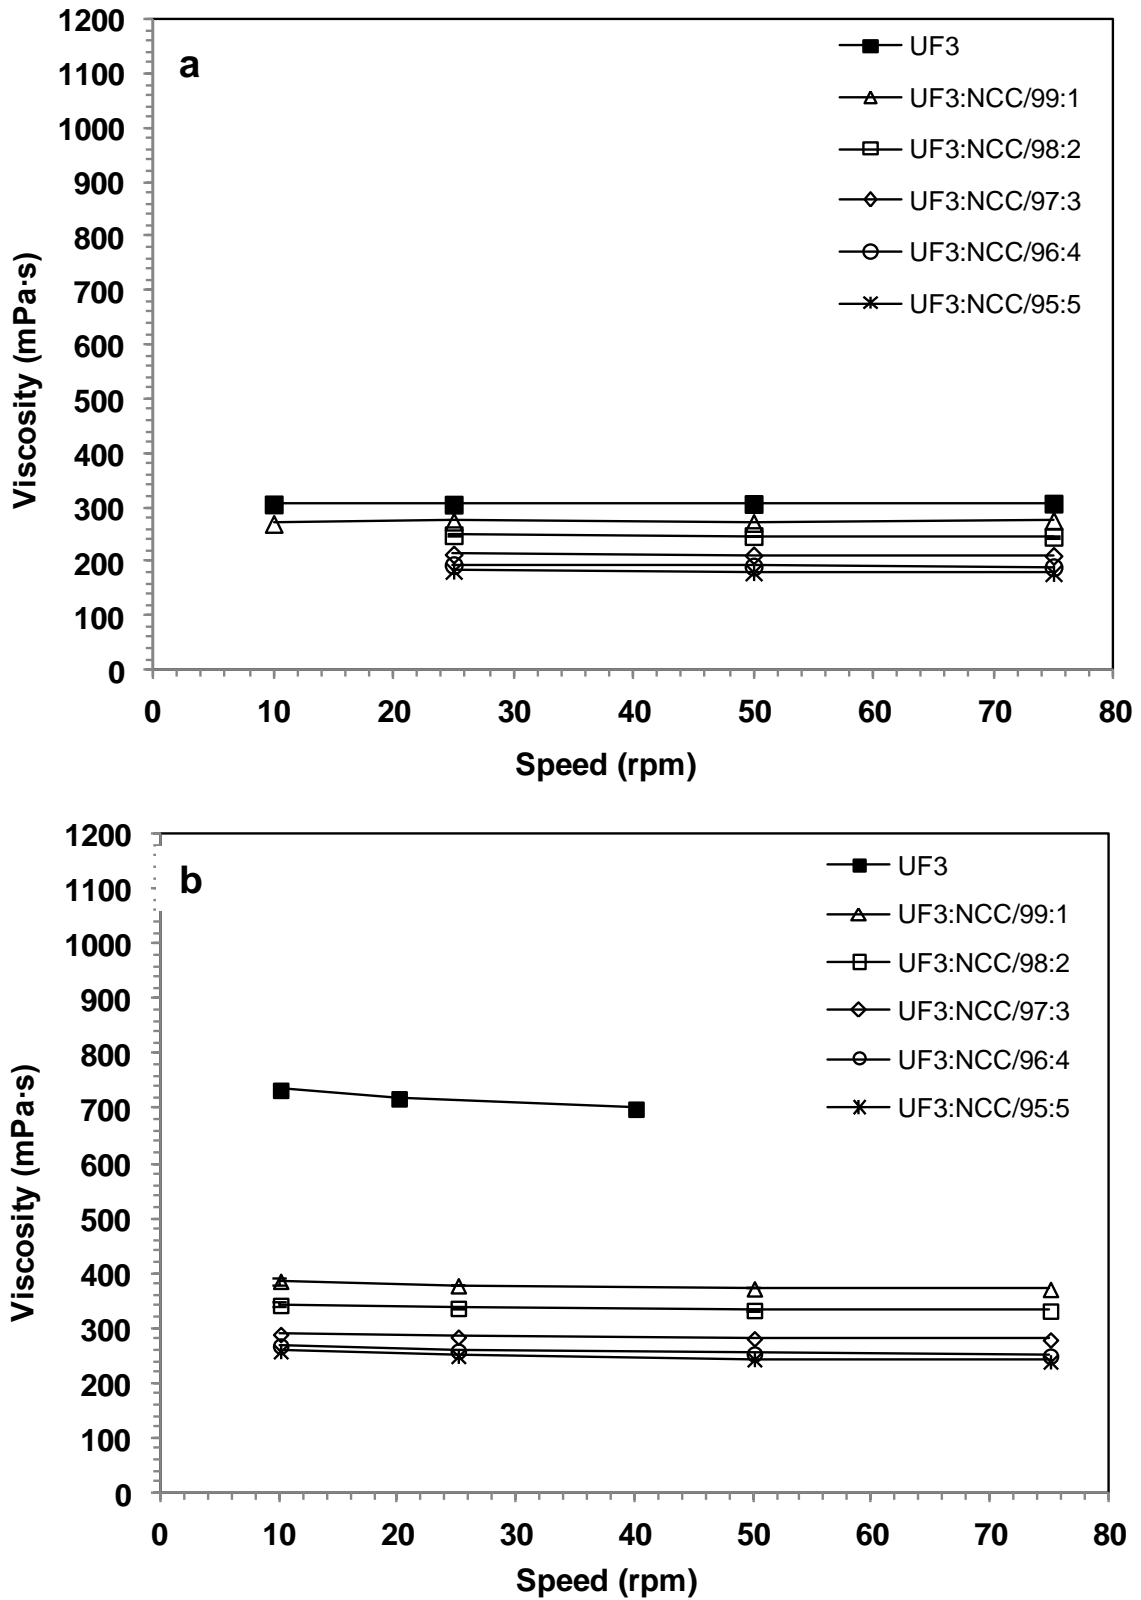 1200
1100
1000
900
800
700
600
500
400
300
200
100
0
Viscosity (mPa·s)
a
UF3
UF3:NCC/99:1
UF3:NCC/98:2
UF3:NCC/97:3
UF3:NCC/96:4
UF3:NCC/95:5
0 10 20 30 40 50 60 70 80
Speed (rpm)
1200
1100
1000
900
800
700
600
500
400
300
200
100
0
Viscosity (mPa·s)
b
UF3
UF3:NCC/99:1
UF3:NCC/98:2
UF3:NCC/97:3
UF3:NCC/96:4
UF3:NCC/95:5
0 10 20 30 40 50 60 70 80
Speed (rpm)